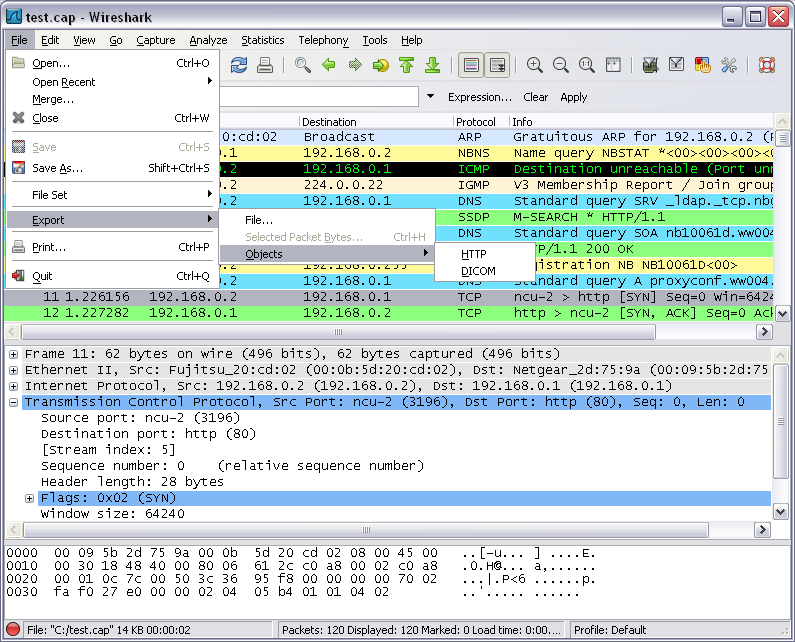 test.cap - Wireshark
File Edit View Go Capture Analyze Statistics Telephony Tools Help
Open... Ctrl+O
Open Recent
Merge...
Close Ctrl+W
Save Ctrl+S
Save As... Shift+Ctrl+S
File Set
Export
Print... Ctrl+P
Quit Ctrl+Q
File...
Selected Packet Bytes... Ctrl+H
Objects
HTTP
DICOM
Expression... Clear Apply
Destination Protocol Info
0:cd:02 Broadcast ARP Gratuitous ARP for 192.168.0.2
0.1 192.168.0.2 NBNS Name query NBSTAT *<00><00><00><0
0.2 192.168.0.1 ICMP Destination unreachable (Port un
0.2 224.0.0.22 IGMP V3 Membership Report / Join group
0.2 192.168.0.1 DNS Standard query SRV _ldap._tcp.nb
SSDP M-SEARCH * HTTP/1.1
DNS Standard query SOA nb10061d.ww004
TP/1.1 200 OK
gistration NB NB10061D<00>
0.2 192.168.0.1 DNS Standard query A proxyconf.ww004.
11 1.226156 192.168.0.2 192.168.0.1 TCP ncu-2 > http [SYN] Seq=0 Win=6424
12 1.227282 192.168.0.1 192.168.0.2 TCP http > ncu-2 [SYN, ACK] Seq=0 Ac
Frame 11: 62 bytes on wire (496 bits), 62 bytes captured (496 bits)
Ethernet II, Src: Fujitsu_20:cd:02 (00:0b:5d:20:cd:02), Dst: Netgear_2d:75:9a (00:09:5b:2d:75
Internet Protocol, Src: 192.168.0.2 (192.168.0.2), Dst: 192.168.0.1 (192.168.0.1)
Transmission Control Protocol, Src Port: ncu-2 (3196), Dst Port: http (80), Seq: 0, Len: 0
Source port: ncu-2 (3196)
Destination port: http (80)
[Stream index: 5]
Sequence number: 0 (relative sequence number)
Header length: 28 bytes
Flags: 0x02 (SYN)
Window size: 64240
0000 00 09 5b 2d 75 9a 00 0b 5d 20 cd 02 08 00 45 00 ..[-u... ] ....E.
0010 00 30 18 48 40 00 80 06 61 2c c0 a8 00 02 c0 a8 .0.H@... a,......
0020 00 01 0c 7c 00 50 3c 36 95 f8 00 00 00 00 70 02 ...|.P<6 ......p.
0030 fa f0 27 e0 00 00 02 04 05 b4 01 01 04 02 ..'..... ......
File: "C:/test.cap" 14 KB 00:00:02 Packets: 120 Displayed: 120 Marked: 0 Load time: 0:00.... Profile: Default